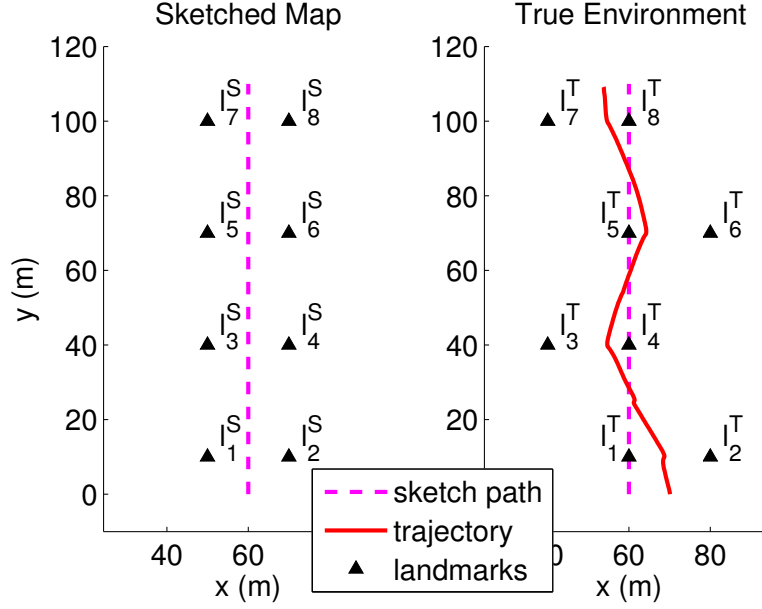 Sketched Map
True Environment
120
100
80
60
40
20
0
y (m)
l7S
l8S
l5S
l6S
l3S
l4S
l1S
l2S
40
60
x (m)
120
100
80
60
40
20
0
l7T
l8T
l5T
l6T
l3T
l4T
l1T
l2T
60
80
x (m)
sketch path
trajectory
landmarks